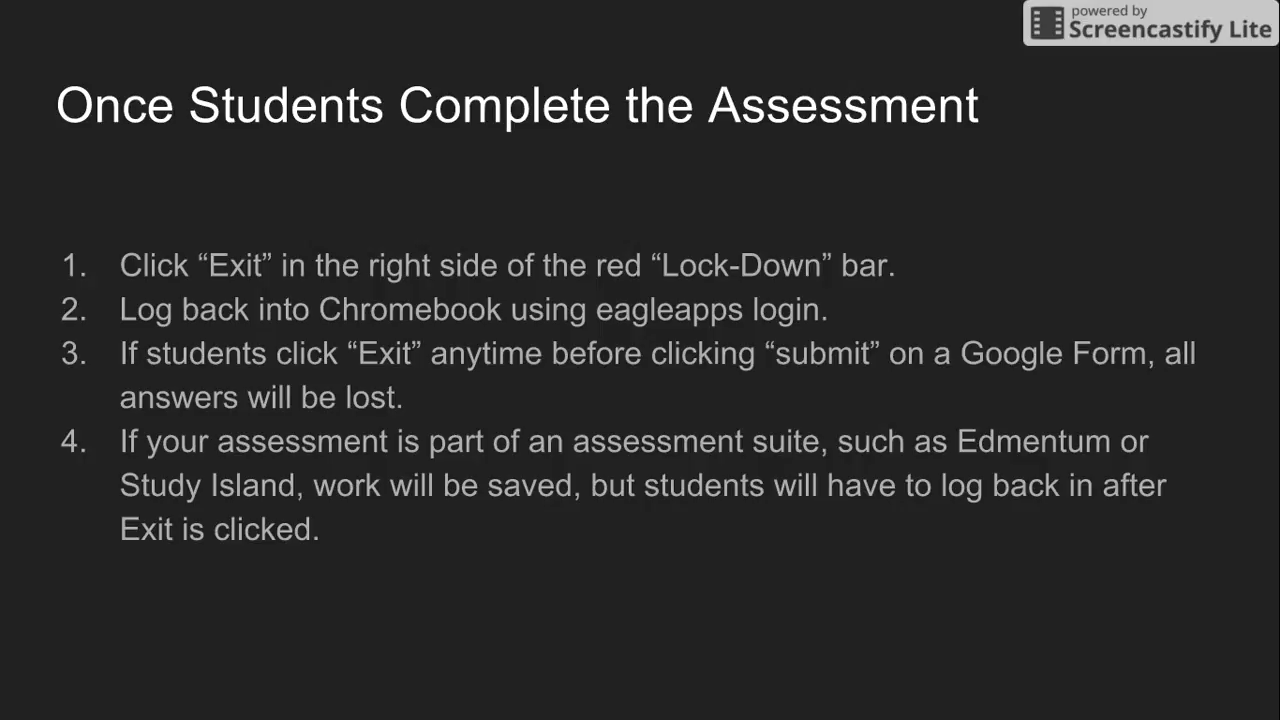 powered by
Screencastify Lite
Once Students Complete the Assessment
1. Click “Exit” in the right side of the red “Lock-Down” bar.
2. Log back into Chromebook using eagleapps login.
3. If students click “Exit” anytime before clicking “submit” on a Google Form, all
answers will be lost.
4. If your assessment is part of an assessment suite, such as Edmentum or
Study Island, work will be saved, but students will have to log back in after
Exit is clicked.